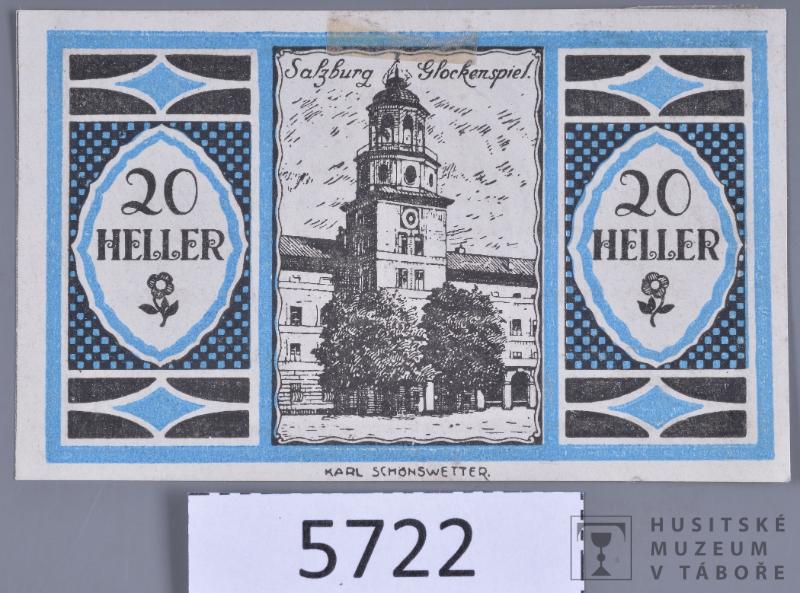 Salzburg Glockenspiel.
20
HELLER
20
HELLER
KARL SCHÖNSWETTER.
5722
HUSITSKÉ
MUZEUM
V TÁBOŘE